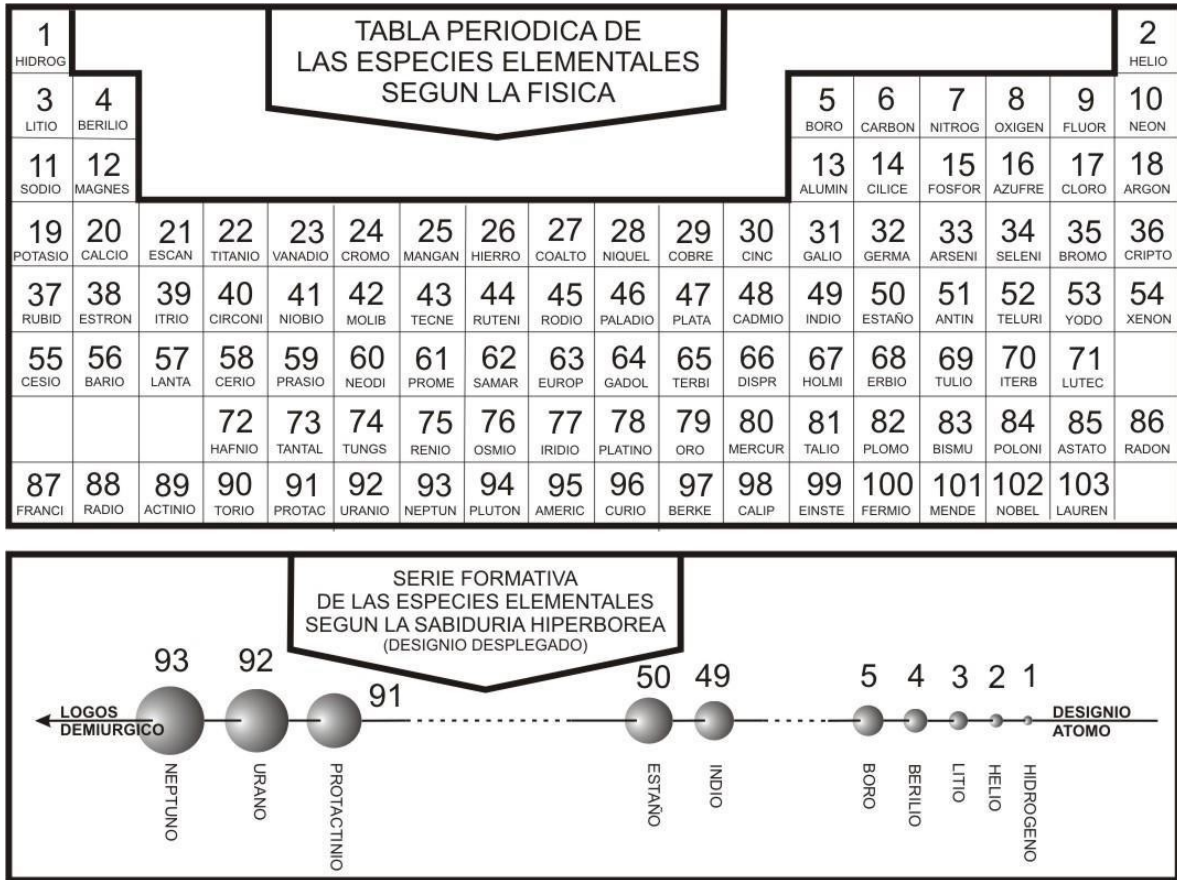 TABLA PERIODICA DE
LAS ESPECIES ELEMENTALES
SEGUN LA FISICA
1 2
HIDROG HELIO
3 4 5 6 7 8 9 10
LITIO BERILIO BORO CARBON NITROG OXIGEN FLUOR NEON
11 12 13 14 15 16 17 18
SODIO MAGNES ALUMIN CILICE FOSFOR AZUFRE CLORO ARGON
19 20 21 22 23 24 25 26 27 28 29 30 31 32 33 34 35 36
POTASIO CALCIO ESCAN TITANIO VANADIO CROMO MANGAN HIERRO COALTO NIQUEL COBRE CINC GALIO GERMA ARSENI SELENI BROMO CRIPTO
37 38 39 40 41 42 43 44 45 46 47 48 49 50 51 52 53 54
RUBID ESTRON ITRIO CIRCONI NIOBIO MOLIB TECNE RUTENI RODIO PALADIO PLATA CADMIO INDIO ESTAÑO ANTIN TELURI YODO XENON
55 56 57 58 59 60 61 62 63 64 65 66 67 68 69 70 71
CESIO BARIO LANTA CERIO PRASIO NEODI PROME SAMAR EUROP GADOL TERBI DISPR HOLMI ERBIO TULIO ITERB LUTEC
72 73 74 75 76 77 78 79 80 81 82 83 84 85 86
HAFNIO TANTAL TUNGS RENIO OSMIO IRIDIO PLATINO ORO MERCUR TALIO PLOMO BISMU POLONI ASTATO RADON
87 88 89 90 91 92 93 94 95 96 97 98 99 100 101 102 103
FRANCI RADIO ACTINIO TORIO PROTAC URANIO NEPTUN PLUTON AMERIC CURIO BERKE CALIP EINSTE FERMIO MENDE NOBEL LAUREN
SERIE FORMATIVA
DE LAS ESPECIES ELEMENTALES
SEGUN LA SABIDURIA HIPERBOREA
(DESIGNIO DESPLEGADO)
93 92 91 50 49 5 4 3 2 1
LOGOS
DEMIURGICO
DESIGNIO
ATOMO
NEPTUNO
URANO
PROTACTINIO
ESTAÑO
INDIO
BORO
BERILIO
LITIO
HELIO
HIDROGENO